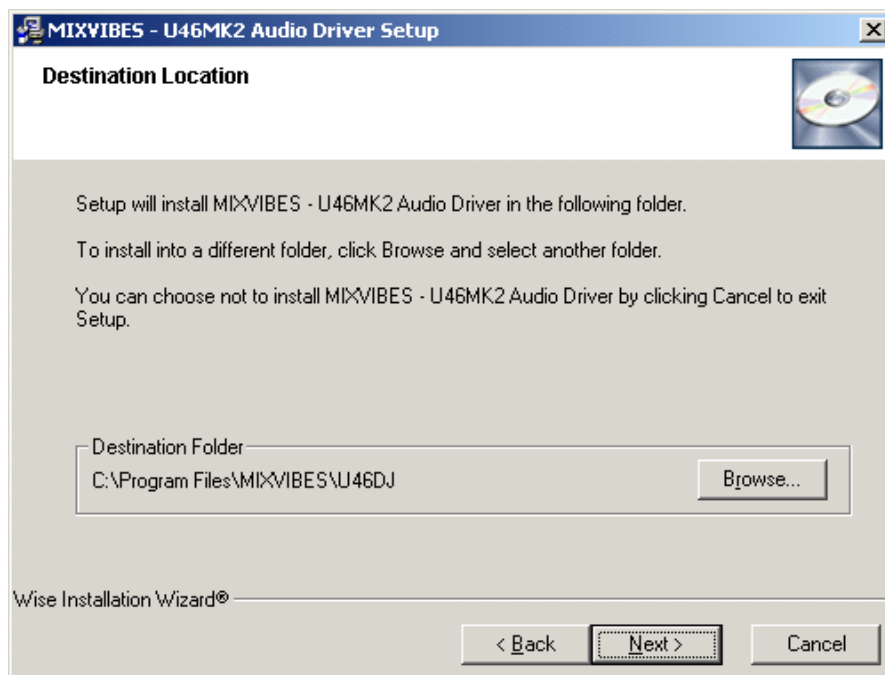 MIXVIBES - U46MK2 Audio Driver Setup
Destination Location
Setup will install MIXVIBES - U46MK2 Audio Driver in the following folder.
To install into a different folder, click Browse and select another folder.
You can choose not to install MIXVIBES - U46MK2 Audio Driver by clicking Cancel to exit
Setup.
Destination Folder
C:\Program Files\MIXVIBES\U46DJ
Browse...
Wise Installation Wizard®
< Back
Next >
Cancel